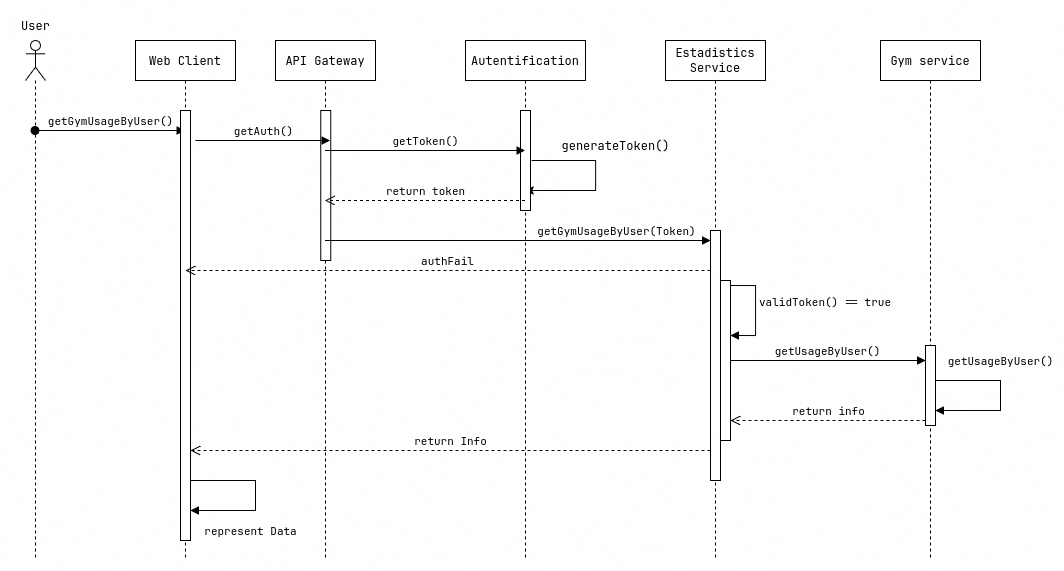 User
Web Client
API Gateway
Autentification
Estadistics
Service
Gym service
getGymUsageByUser()
getAuth()
getToken()
generateToken()
return token
getGymUsageByUser(Token)
authFail
validToken() == true
getUsageByUser()
getUsageByUser()
return info
return Info
represent Data